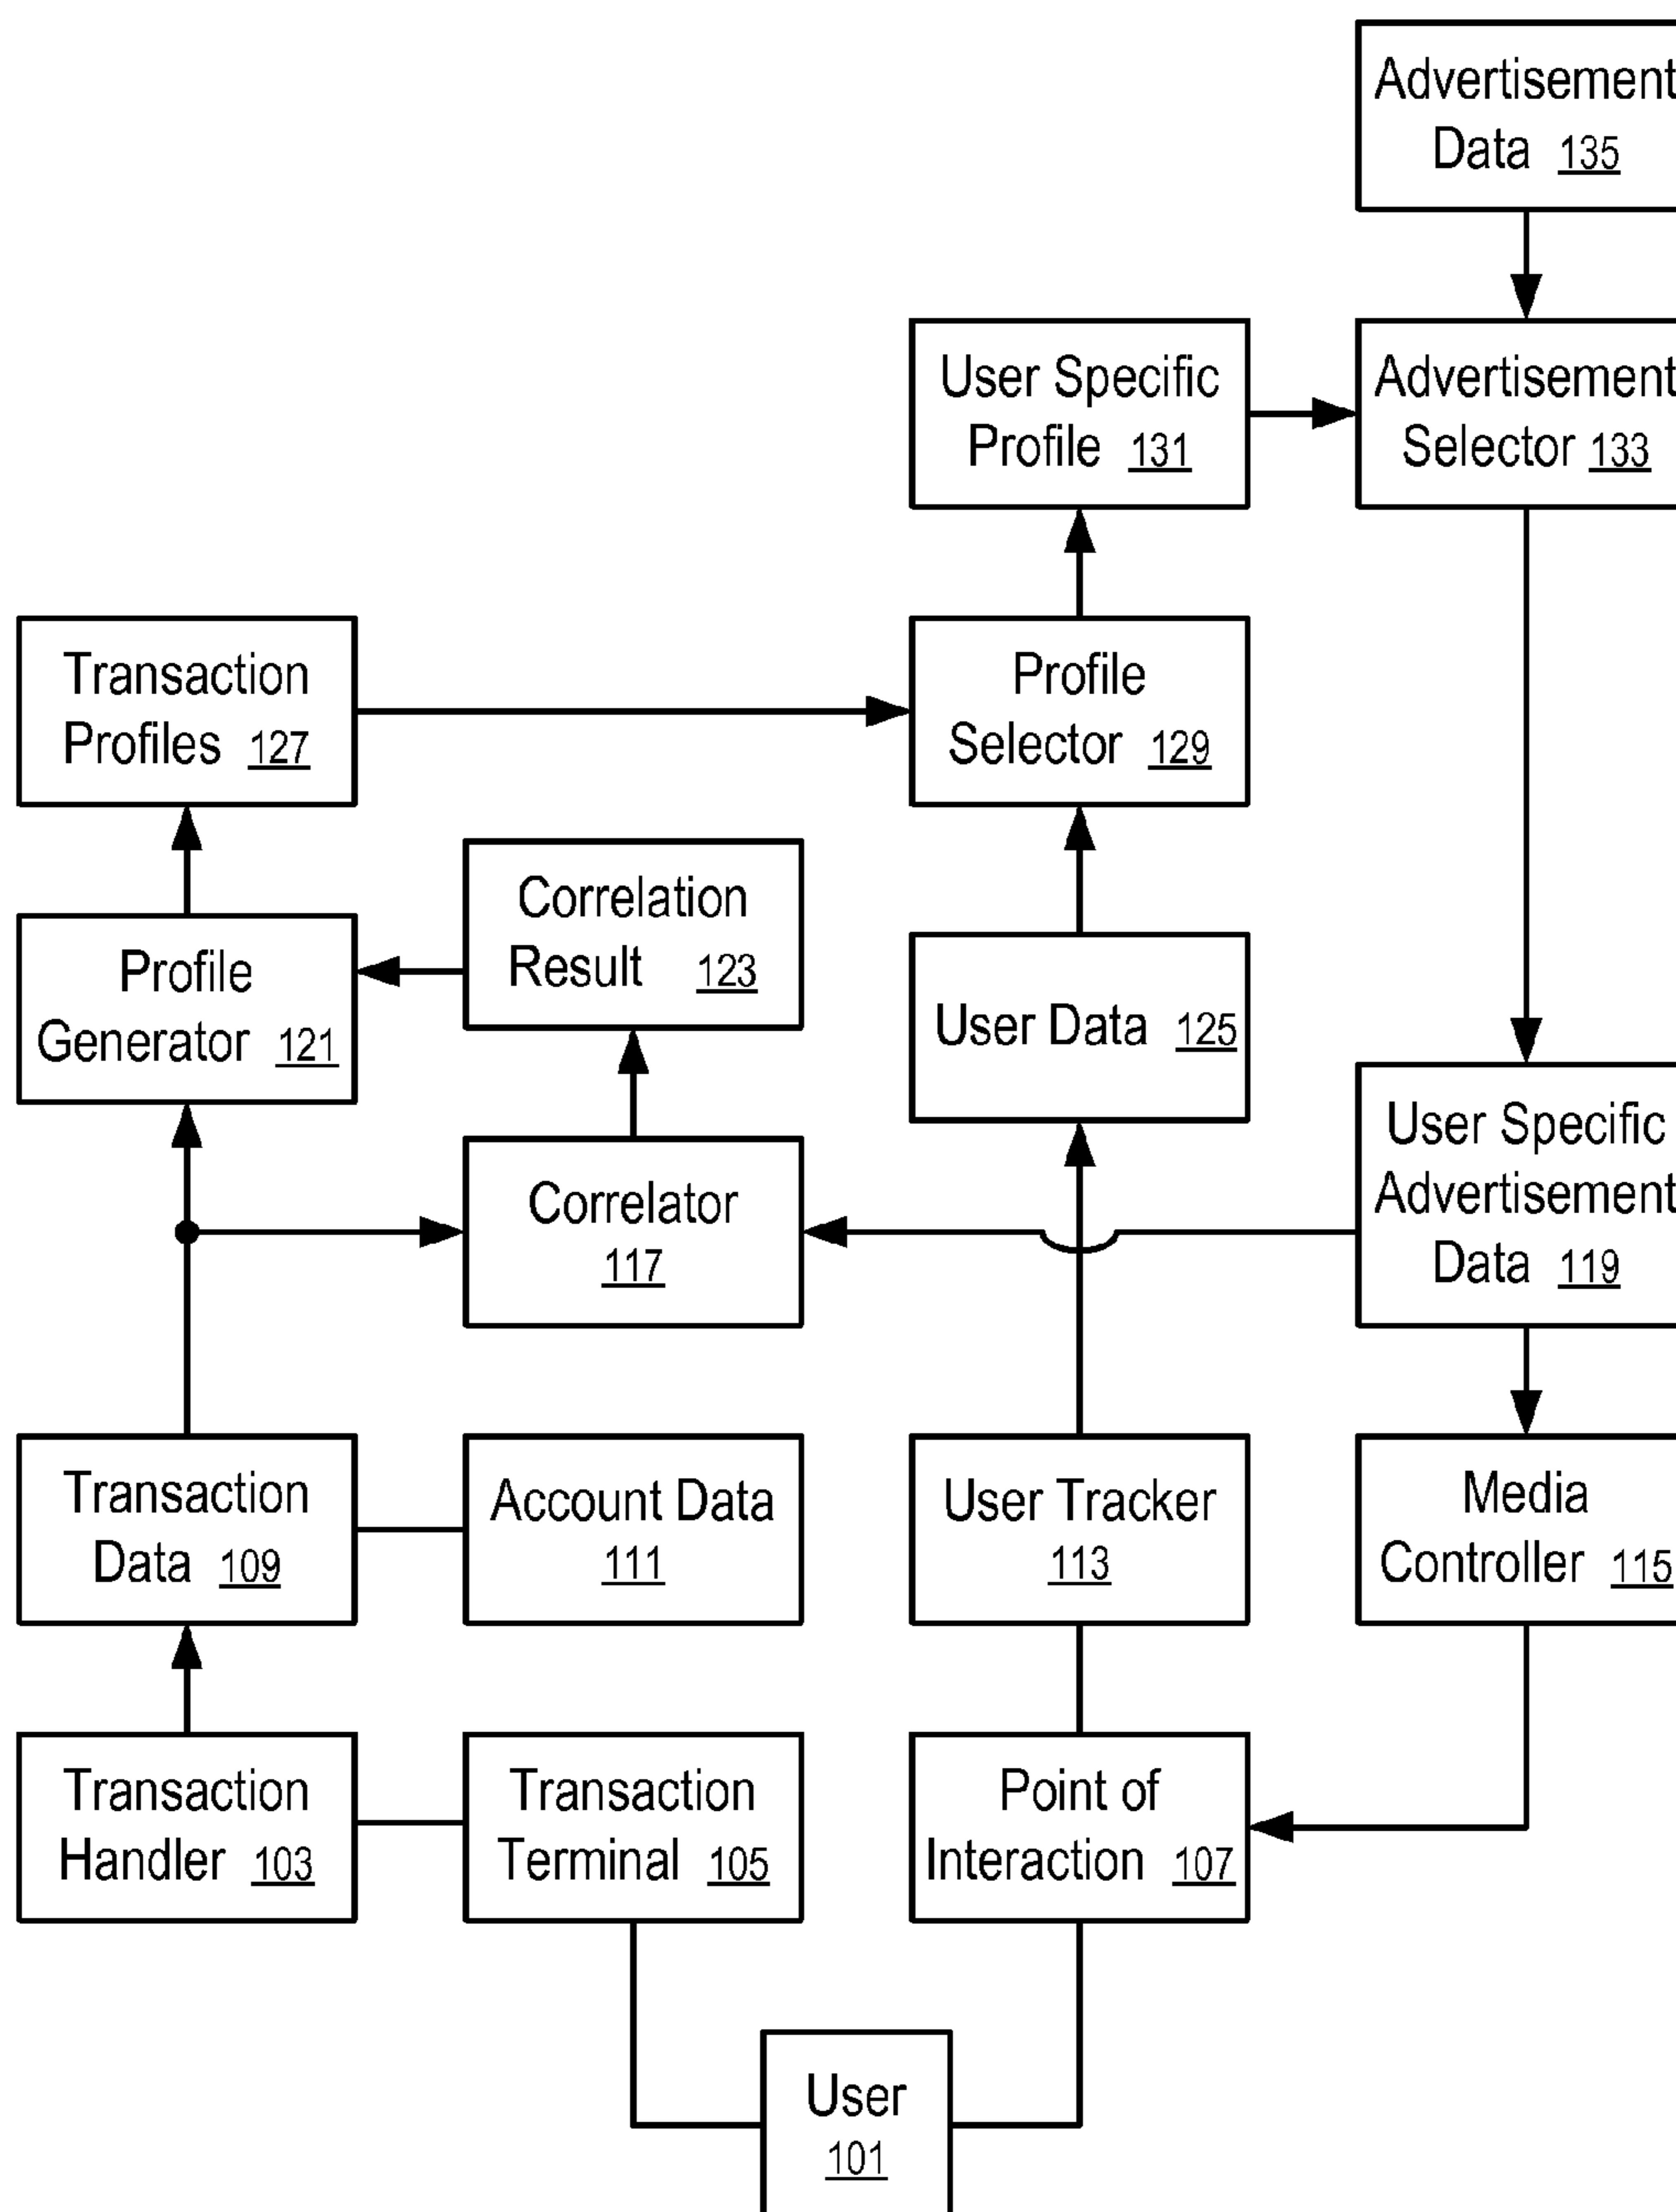 Advertisement
Data 135
User Specific
Profile 131
Advertisement
Selector 133
Transaction
Profiles 127
Profile
Selector 129
Correlation
Result 123
Profile
Generator 121
User Data 125
User Specific
Advertisement
Data 119
Correlator
117
Transaction
Data 109
Account Data
111
User Tracker
113
Media
Controller 115
Transaction
Handler 103
Transaction
Terminal 105
Point of
Interaction 107
User
101